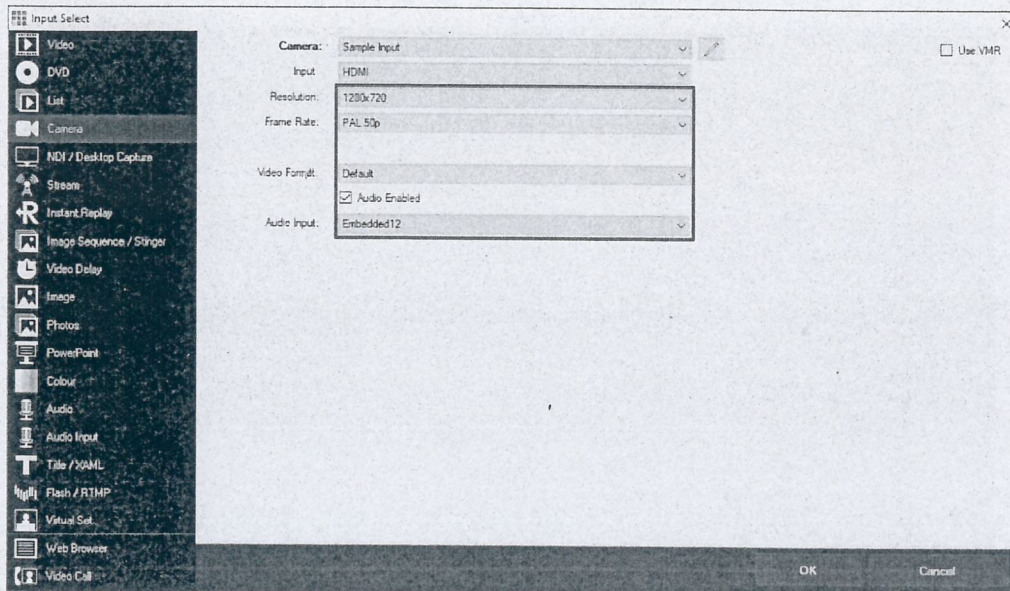 Input Select
Video
DVD
List
Camera
NDI / Desktop Capture
Stream
Instant Replay
Image Sequence / Stinger
Video Delay
Image
Photos
PowerPoint
Colour
Audio
Audio Input
Title / XAML
Flash / RTMP
Virtual Set
Web Browser
Video Call
Camera: Sample Input
Input HDMI
Resolution: 1280x720
Frame Rate: PAL 50p
Video Format: Default
Audio Enabled
Audio Input: Embedded12
Use VMR
OK Cancel